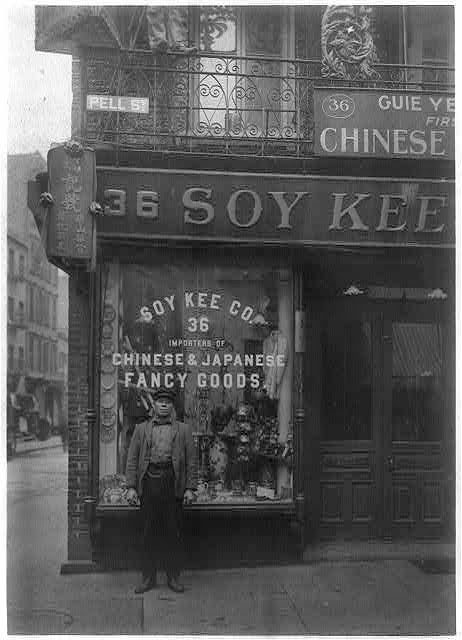 PELL ST
36 GUIE YE
FIRS
CHINESE
36 SOY KEE
SOY KEE CO.
36
IMPORTERS OF
CHINESE & JAPANESE
FANCY GOODS.